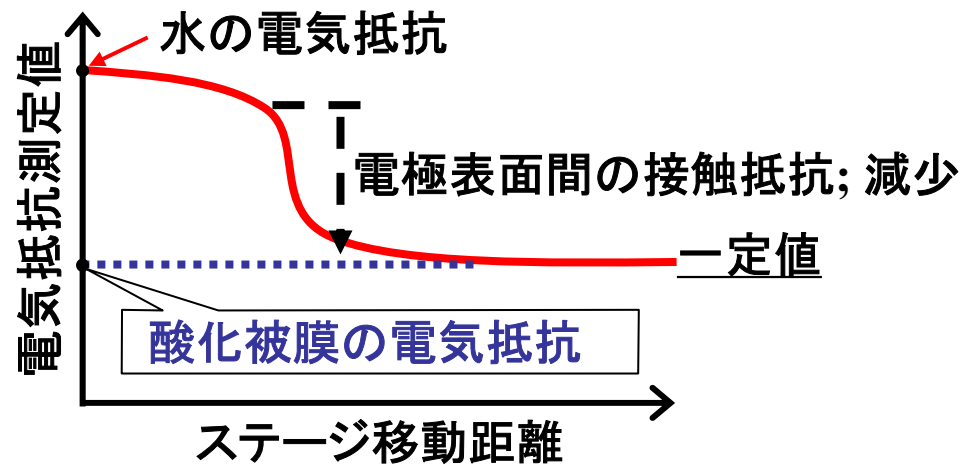 水の電気抵抗
電気抵抗測定値
電極表面間の接触抵抗; 減少
一定値
酸化被膜の電気抵抗
ステージ移動距離